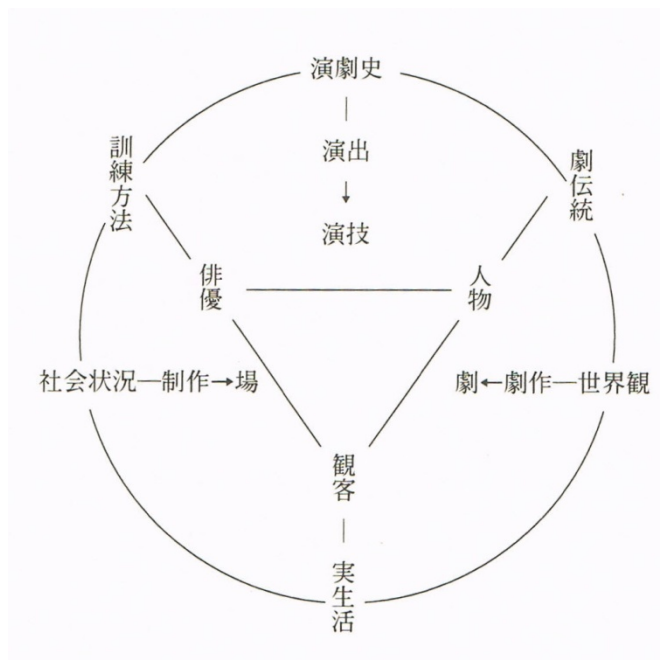 演劇史
演出
演技
訓練方法
劇伝統
俳優
人物
社会状況—制作→場
劇←劇作—世界観
観客
実生活